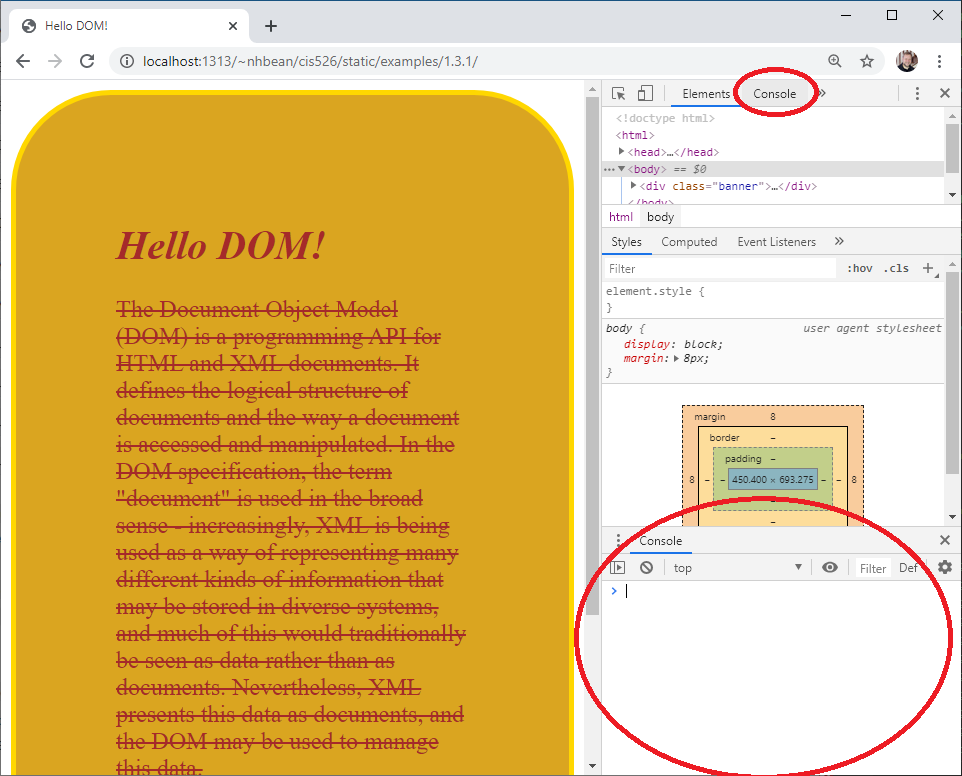 Hello DOM!
localhost:1313/~nhbean/cis526/static/examples/1.3.1/
Hello DOM!
The Document Object Model
(DOM) is a programming API for
HTML and XML documents. It
defines the logical structure of
documents and the way a document
is accessed and manipulated. In the
DOM specification, the term
"document" is used in the broad
sense - increasingly, XML is being
used as a way of representing many
different kinds of information that
may be stored in diverse systems,
and much of this would traditionally
be seen as data rather than as
documents. Nevertheless, XML
presents this data as documents, and
the DOM may be used to manage
this data.
Elements Console »
<!doctype html>
<html>
<head>…</head>
<body> == $0
<div class="banner">…</div>
</body>
html body
Styles Computed Event Listeners »
Filter :hov .cls +
element.style {
}
body { user agent stylesheet
display: block;
margin: 8px;
}
margin 8
border –
padding –
8 – – 450.400 × 693.275 – – 8
–
–
Console
top Filter Def
>